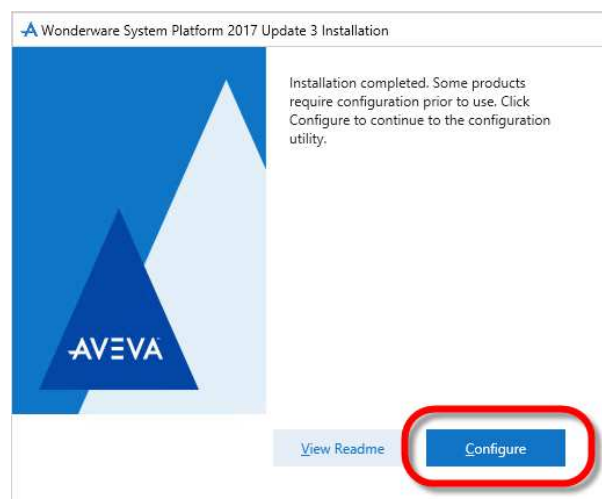 Wonderware System Platform 2017 Update 3 Installation
Installation completed. Some products
require configuration prior to use. Click
Configure to continue to the configuration
utility.
AVEVA
View Readme
Configure